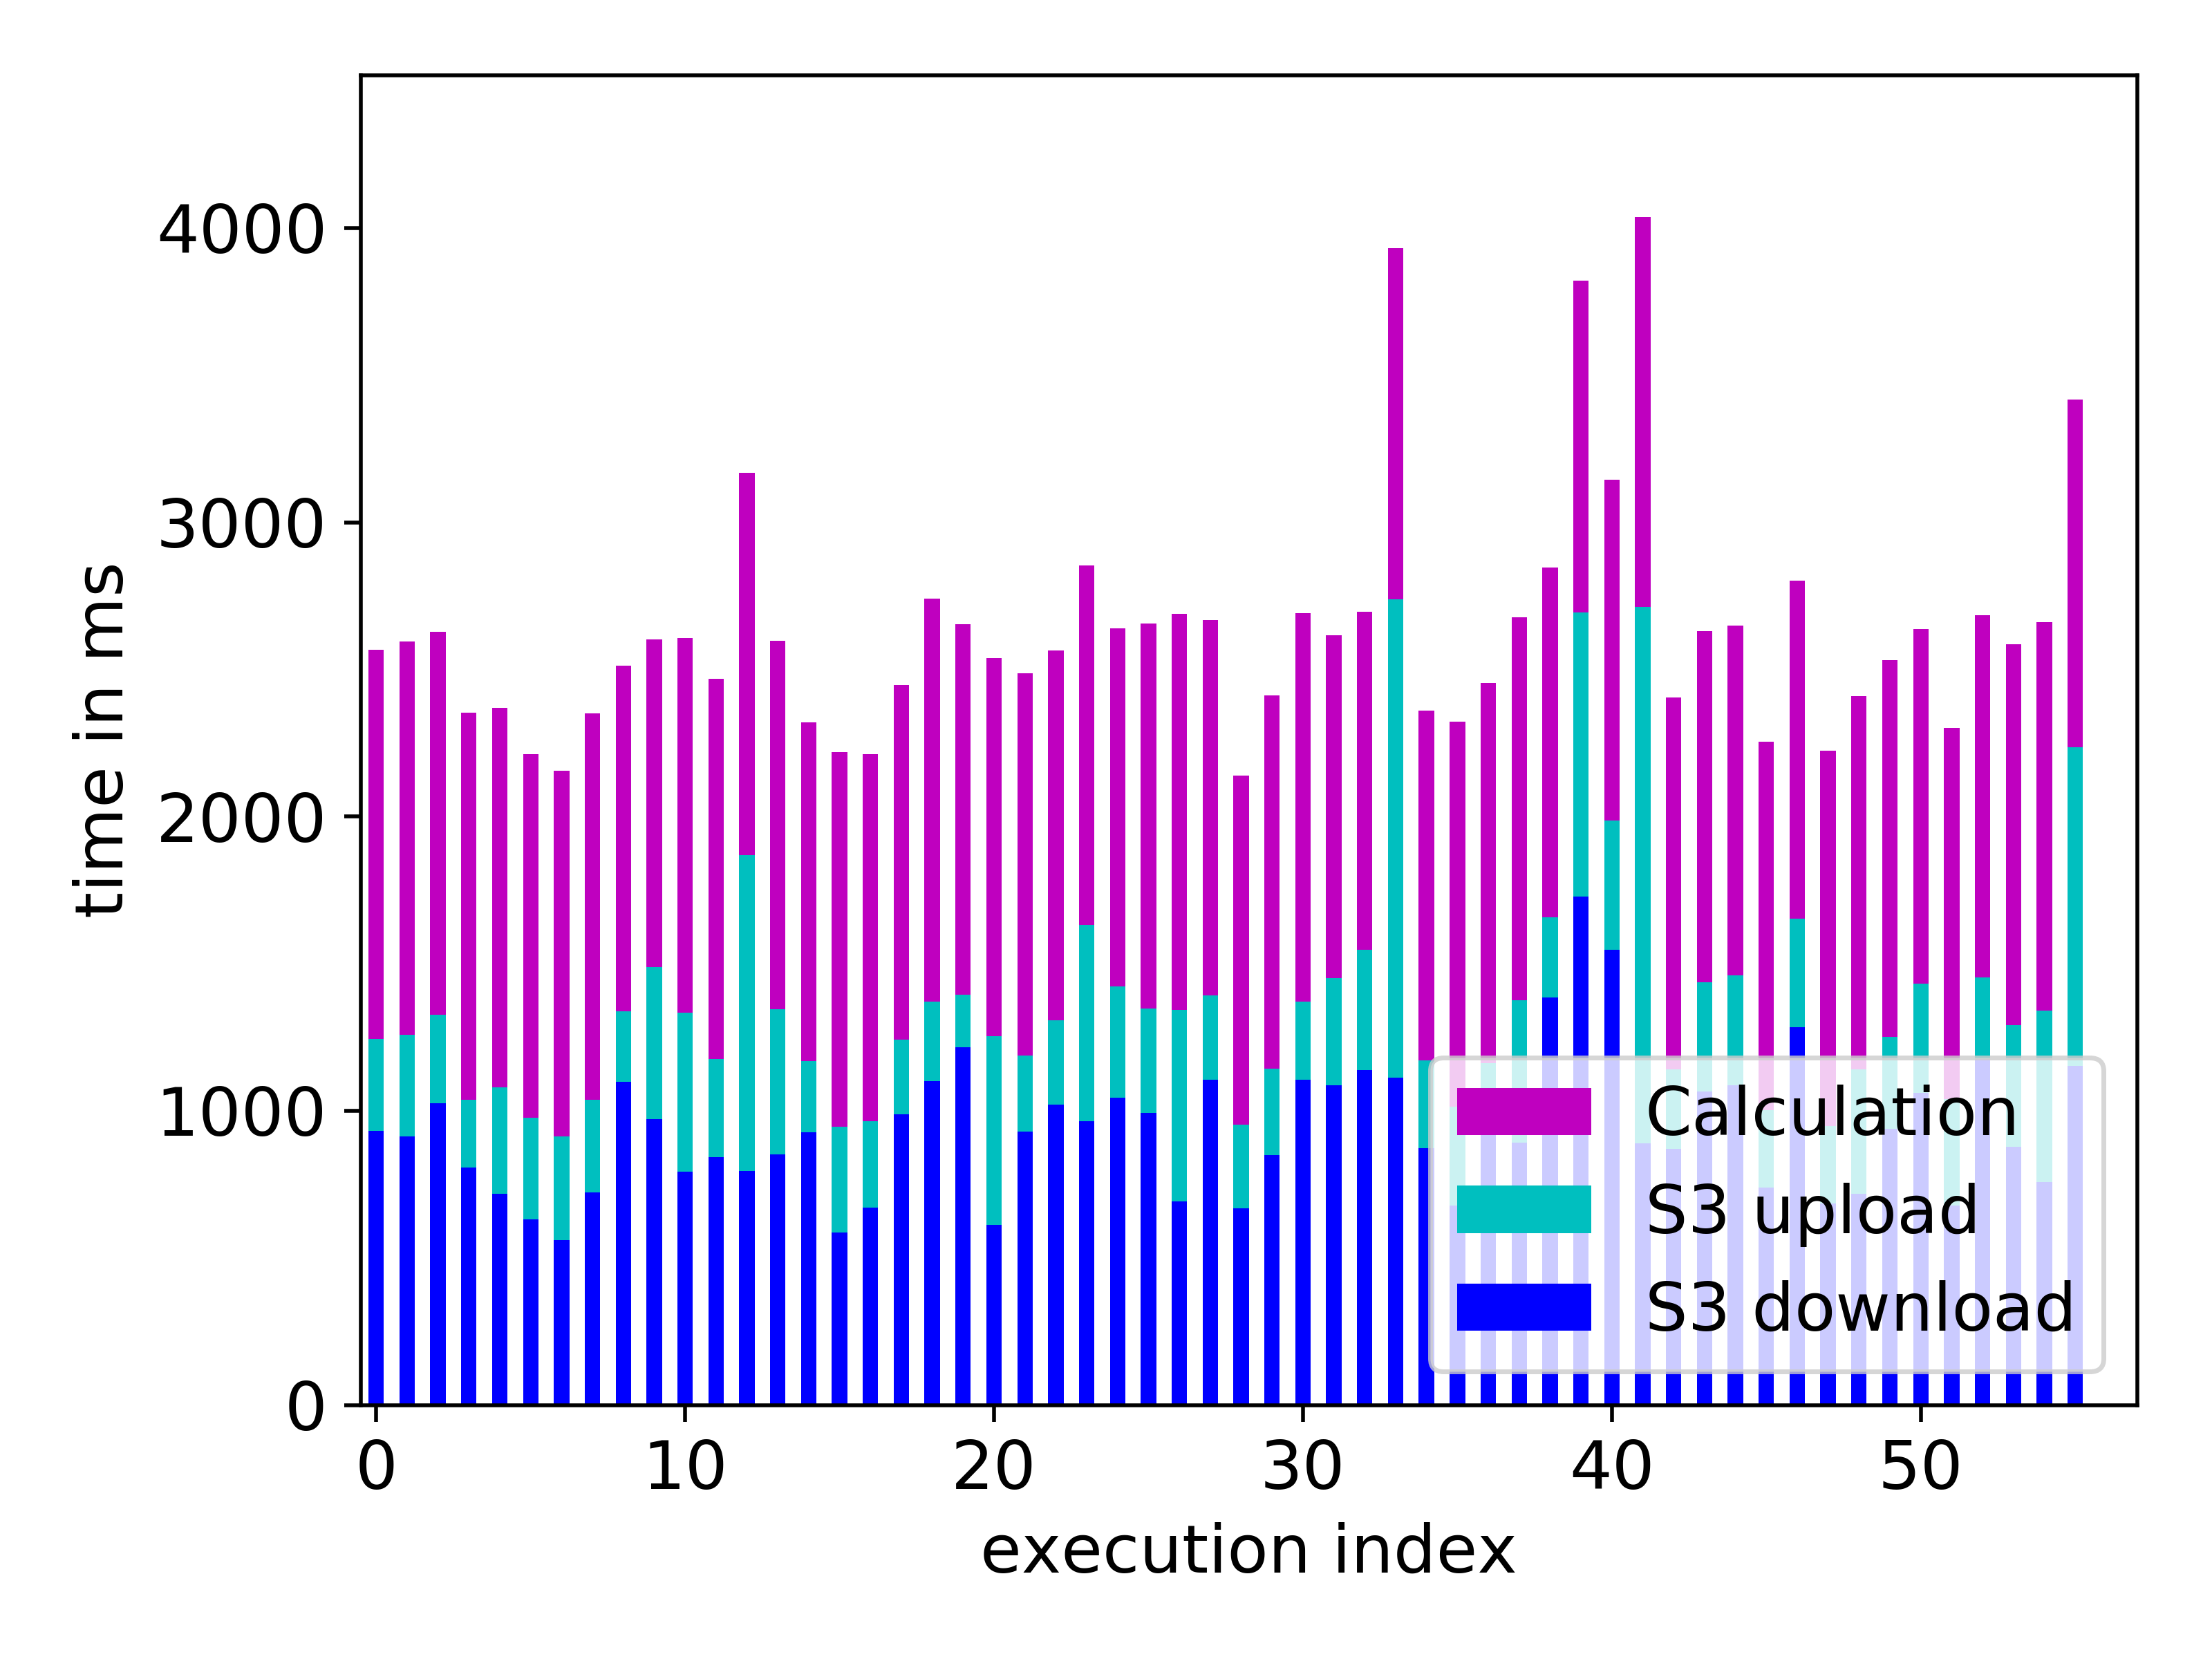 time in ms
4000
3000
2000
1000
0
0 10 20 30 40 50
execution index
Calculation
S3 upload
S3 download